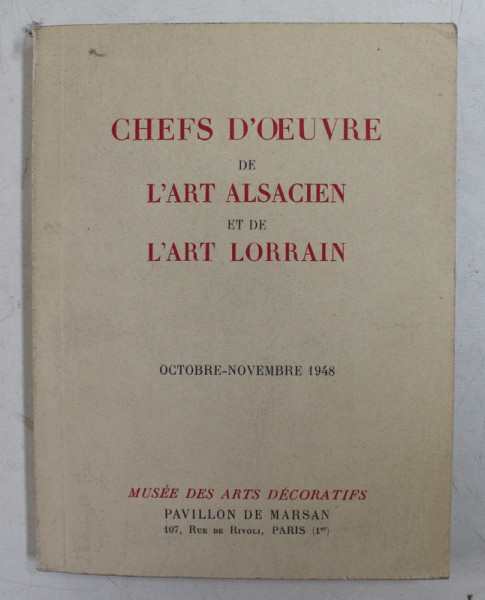 CHEFS D'ŒUVRE
DE
L'ART ALSACIEN
ET DE
L'ART LORRAIN
OCTOBRE-NOVEMBRE 1948
MUSÉE DES ARTS DÉCORATIFS
PAVILLON DE MARSAN
107, RUE DE RIVOLI, PARIS (1er)